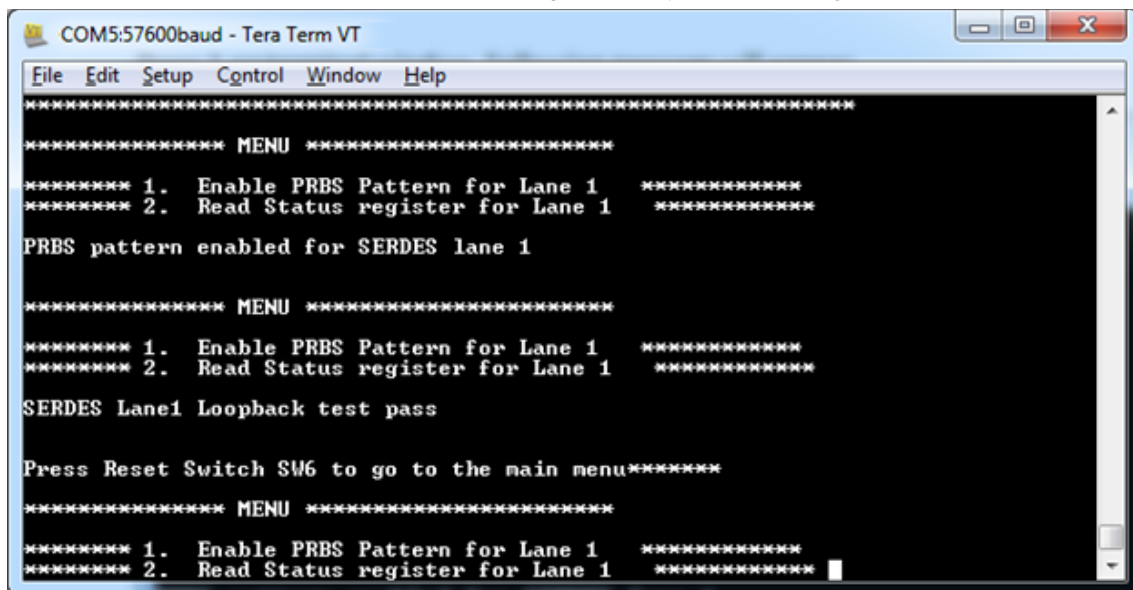 COM5:57600baud - Tera Term VT
File Edit Setup Control Window Help
**************************************************************
*************** MENU ***********************
******** 1.  Enable PRBS Pattern for Lane 1   ************
******** 2.  Read Status register for Lane 1    ************
PRBS pattern enabled for SERDES lane 1
*************** MENU ***********************
******** 1.  Enable PRBS Pattern for Lane 1   ************
******** 2.  Read Status register for Lane 1    ************
SERDES Lane1 Loopback test pass
Press Reset Switch SW6 to go to the main menu*******
*************** MENU ***********************
******** 1.  Enable PRBS Pattern for Lane 1   ************
******** 2.  Read Status register for Lane 1    ************